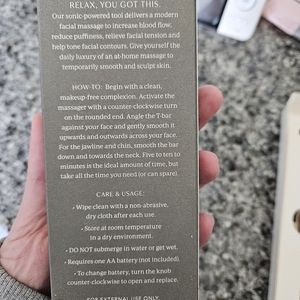 RELAX, YOU GOT THIS.
Our sonic-powered tool delivers a modern
facial massage to increase blood flow,
reduce puffiness, relieve facial tension and
help tone facial contours. Give yourself the
daily luxury of an at-home massage to
temporarily smooth and sculpt skin.
HOW-TO: Begin with a clean,
makeup-free complexion. Activate the
massager with a counter-clockwise turn
on the rounded end. Angle the T-bar
against your face and gently smooth it
upwards and outwards across your face.
For the jawline and chin, smooth the bar
down and towards the neck. Five to ten
minutes is the ideal amount of time, but
take all the time you need (or can spare).
CARE & USAGE:
• Wipe clean with a non-abrasive,
dry cloth after each use.
• Store at room temperature
in a dry environment.
• DO NOT submerge in water or get wet.
• Requires one AA battery (not included).
• To change battery, turn the knob
counter-clockwise to open and replace.
FOR EXTERNAL USE ONLY.